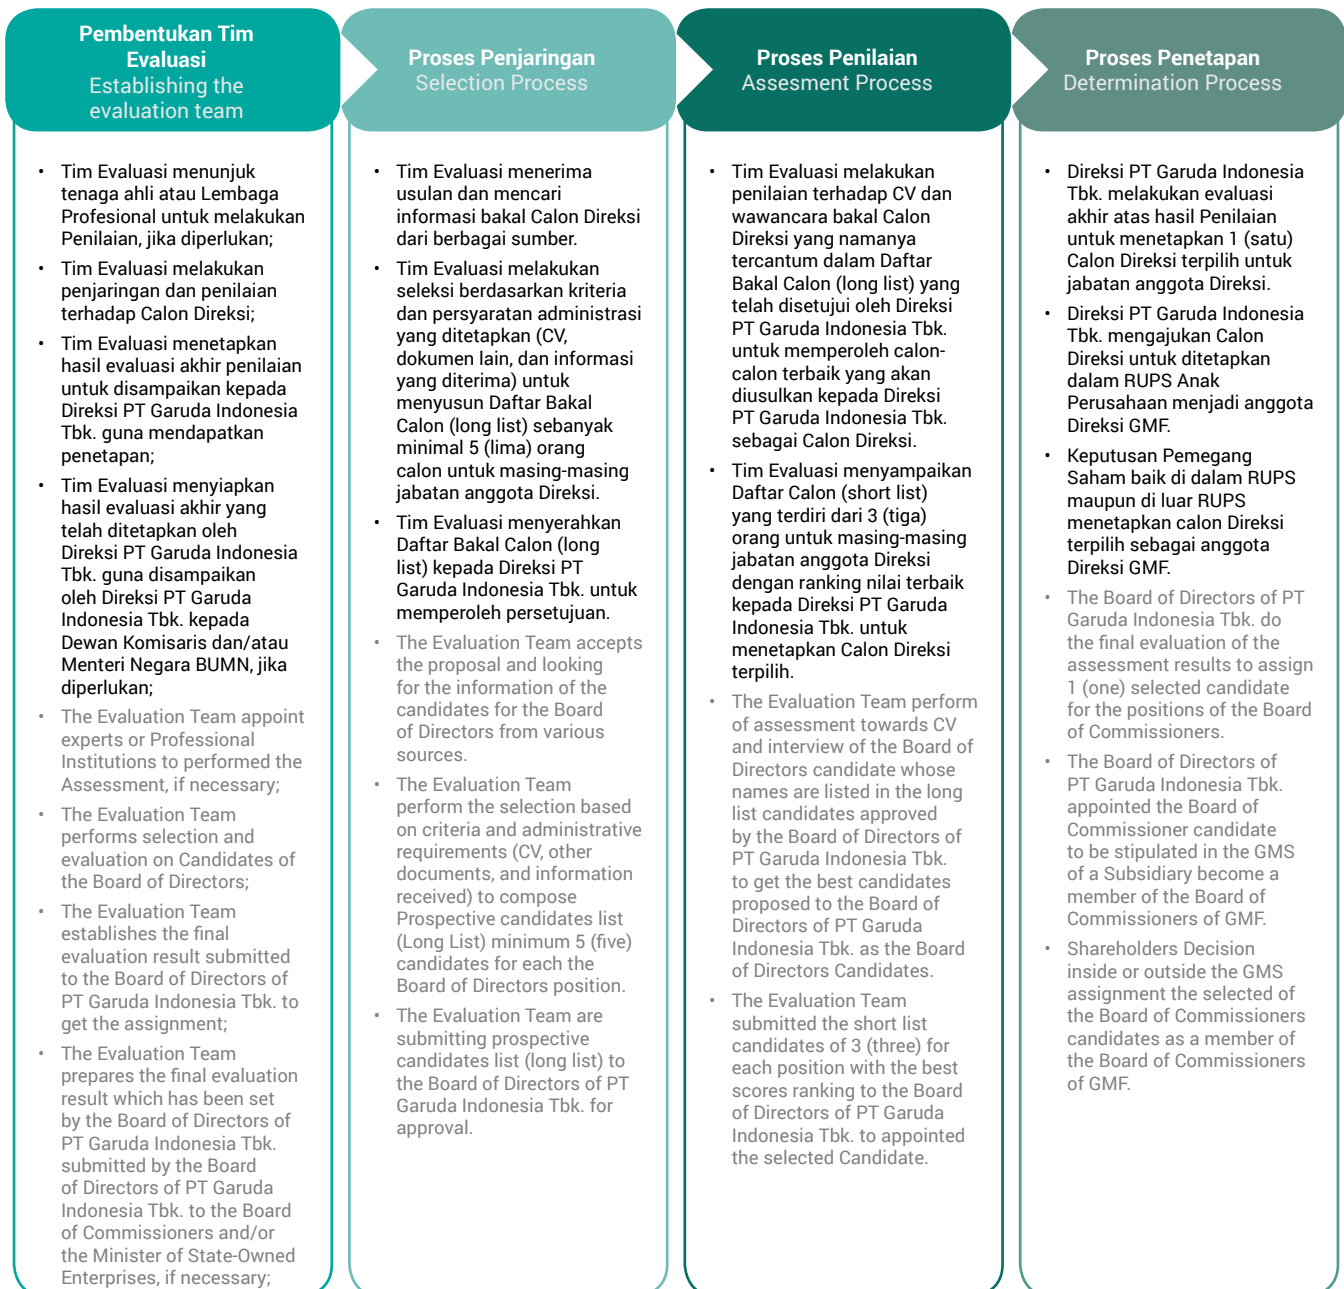 Pembentukan Tim
Evaluasi
Establishing the
evaluation team
• Tim Evaluasi menunjuk
tenaga ahli atau Lembaga
Profesional untuk melakukan
Penilaian, jika diperlukan;
• Tim Evaluasi melakukan
penjaringan dan penilaian
terhadap Calon Direksi;
• Tim Evaluasi menetapkan
hasil evaluasi akhir penilaian
untuk disampaikan kepada
Direksi PT Garuda Indonesia
Tbk. guna mendapatkan
penetapan;
• Tim Evaluasi menyiapkan
hasil evaluasi akhir yang
telah ditetapkan oleh
Direksi PT Garuda Indonesia
Tbk. guna disampaikan
oleh Direksi PT Garuda
Indonesia Tbk. kepada
Dewan Komisaris dan/atau
Menteri Negara BUMN, jika
diperlukan;
• The Evaluation Team appoint
experts or Professional
Institutions to performed the
Assessment, if necessary;
• The Evaluation Team
performs selection and
evaluation on Candidates of
the Board of Directors;
• The Evaluation Team
establishes the final
evaluation result submitted
to the Board of Directors of
PT Garuda Indonesia Tbk. to
get the assignment;
• The Evaluation Team
prepares the final evaluation
result which has been set
by the Board of Directors of
PT Garuda Indonesia Tbk.
submitted by the Board
of Directors of PT Garuda
Indonesia Tbk. to the Board
of Commissioners and/or
the Minister of State-Owned
Enterprises, if necessary;
Proses Penjaringan
Selection Process
• Tim Evaluasi menerima
usulan dan mencari
informasi bakal Calon Direksi
dari berbagai sumber.
• Tim Evaluasi melakukan
seleksi berdasarkan kriteria
dan persyaratan administrasi
yang ditetapkan (CV,
dokumen lain, dan informasi
yang diterima) untuk
menyusun Daftar Bakal
Calon (long list) sebanyak
minimal 5 (lima) orang
calon untuk masing-masing
jabatan anggota Direksi.
• Tim Evaluasi menyerahkan
Daftar Bakal Calon (long
list) kepada Direksi PT
Garuda Indonesia Tbk. untuk
memperoleh persetujuan.
• The Evaluation Team accepts
the proposal and looking
for the information of the
candidates for the Board
of Directors from various
sources.
• The Evaluation Team
perform the selection based
on criteria and administrative
requirements (CV, other
documents, and information
received) to compose
Prospective candidates list
(Long List) minimum 5 (five)
candidates for each the
Board of Directors position.
• The Evaluation Team are
submitting prospective
candidates list (long list) to
the Board of Directors of PT
Garuda Indonesia Tbk. for
approval.
Proses Penilaian
Assesment Process
• Tim Evaluasi melakukan
penilaian terhadap CV dan
wawancara bakal Calon
Direksi yang namanya
tercantum dalam Daftar
Bakal Calon (long list) yang
telah disetujui oleh Direksi
PT Garuda Indonesia Tbk.
untuk memperoleh calon-
calon terbaik yang akan
diusulkan kepada Direksi
PT Garuda Indonesia Tbk.
sebagai Calon Direksi.
• Tim Evaluasi menyampaikan
Daftar Calon (short list)
yang terdiri dari 3 (tiga)
orang untuk masing-masing
jabatan anggota Direksi
dengan ranking nilai terbaik
kepada Direksi PT Garuda
Indonesia Tbk. untuk
menetapkan Calon Direksi
terpilih.
• The Evaluation Team perform
of assessment towards CV
and interview of the Board of
Directors candidate whose
names are listed in the long
list candidates approved
by the Board of Directors of
PT Garuda Indonesia Tbk.
to get the best candidates
proposed to the Board of
Directors of PT Garuda
Indonesia Tbk. as the Board
of Directors Candidates.
• The Evaluation Team
submitted the short list
candidates of 3 (three) for
each position with the best
scores ranking to the Board
of Directors of PT Garuda
Indonesia Tbk. to appointed
the selected Candidate.
Proses Penetapan
Determination Process
• Direksi PT Garuda Indonesia
Tbk. melakukan evaluasi
akhir atas hasil Penilaian
untuk menetapkan 1 (satu)
Calon Direksi terpilih untuk
jabatan anggota Direksi.
• Direksi PT Garuda Indonesia
Tbk. mengajukan Calon
Direksi untuk ditetapkan
dalam RUPS Anak
Perusahaan menjadi anggota
Direksi GMF.
• Keputusan Pemegang
Saham baik di dalam RUPS
maupun di luar RUPS
menetapkan calon Direksi
terpilih sebagai anggota
Direksi GMF.
• The Board of Directors of PT
Garuda Indonesia Tbk. do
the final evaluation of the
assessment results to assign
1 (one) selected candidate
for the positions of the Board
of Commissioners.
• The Board of Directors of
PT Garuda Indonesia Tbk.
appointed the Board of
Commissioner candidate
to be stipulated in the GMS
of a Subsidiary become a
member of the Board of
Commissioners of GMF.
• Shareholders Decision
inside or outside the GMS
assignment the selected of
the Board of Commissioners
candidates as a member of
the Board of Commissioners
of GMF.